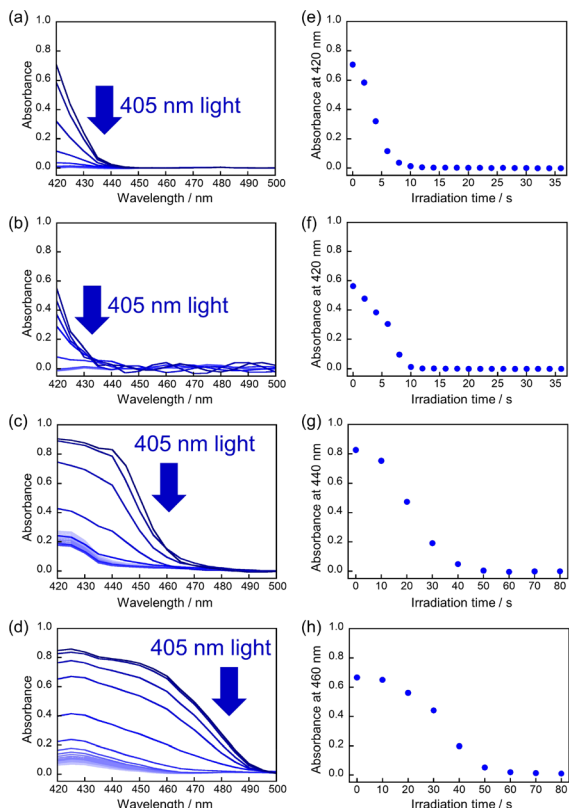 (a)
1.0
0.8
0.6
0.4
0.2
0.0
Absorbance
405 nm light
420 430 440 450 460 470 480 490 500
Wavelength / nm
(e)
1.0
0.8
0.6
0.4
0.2
0.0
Absorbance at 420 nm
0 5 10 15 20 25 30 35
Irradiation time / s
(b)
1.0
0.8
0.6
0.4
0.2
0.0
Absorbance
405 nm light
420 430 440 450 460 470 480 490 500
Wavelength / nm
(f)
1.0
0.8
0.6
0.4
0.2
0.0
Absorbance at 420 nm
0 5 10 15 20 25 30 35
Irradiation time / s
(c)
1.0
0.8
0.6
0.4
0.2
0.0
Absorbance
405 nm light
420 430 440 450 460 470 480 490 500
Wavelength / nm
(g)
1.0
0.8
0.6
0.4
0.2
0.0
Absorbance at 440 nm
0 10 20 30 40 50 60 70 80
Irradiation time / s
(d)
1.0
0.8
0.6
0.4
0.2
0.0
Absorbance
405 nm light
420 430 440 450 460 470 480 490 500
Wavelength / nm
(h)
1.0
0.8
0.6
0.4
0.2
0.0
Absorbance at 460 nm
0 10 20 30 40 50 60 70 80
Irradiation time / s